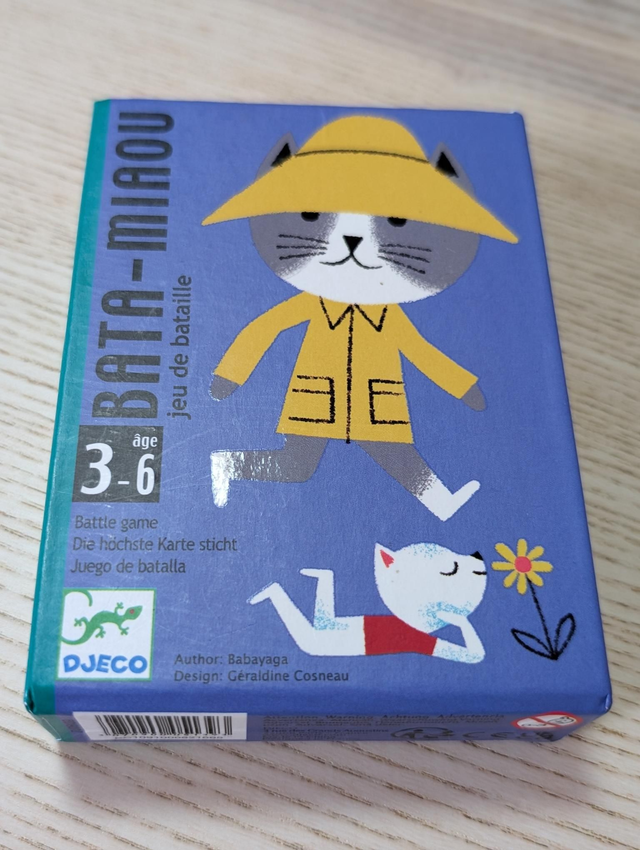 BATA-MIAOU
jeu de bataille
âge
3-6
Battle game
Die höchste Karte sticht
Juego de batalla
DJECO
Author: Babayaga
Design: Géraldine Cosneau